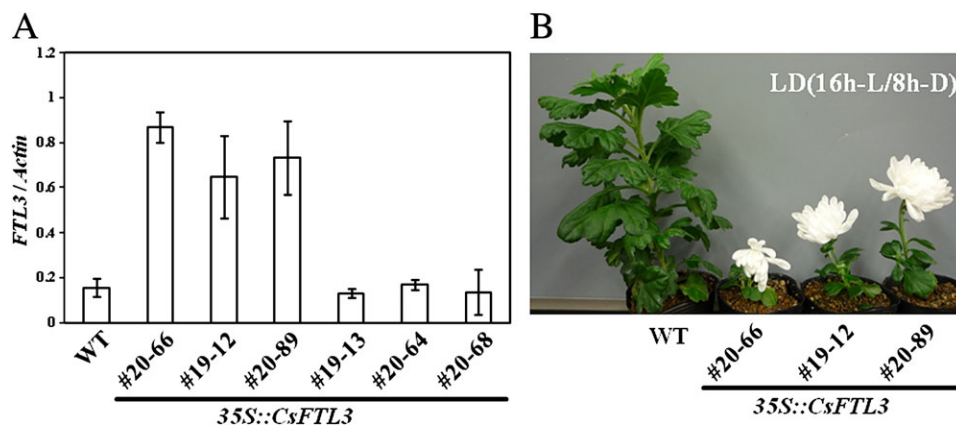 A
1.2
1
0.8
0.6
0.4
0.2
0
FTL3 / Actin
WT
#20-66
#19-12
#20-89
#19-13
#20-64
#20-68
35S::CsFTL3
B
LD(16h-L/8h-D)
WT
#20-66
#19-12
#20-89
35S::CsFTL3